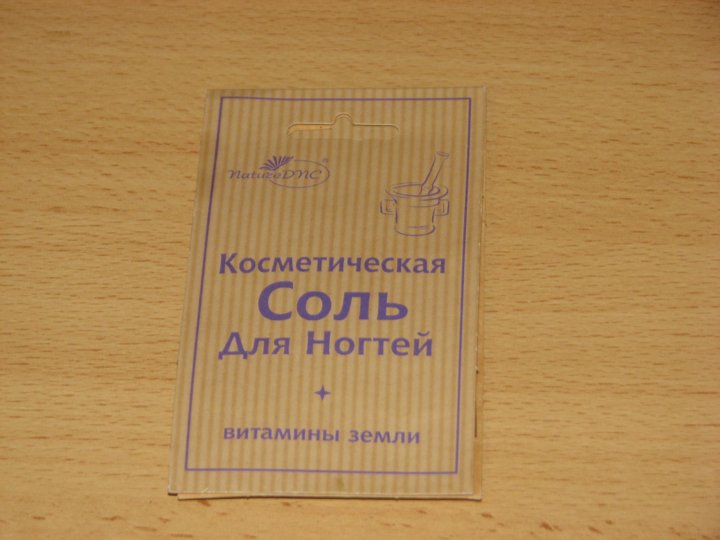 NatureDNC®
Косметическая
Соль
Для Ногтей
витамины земли